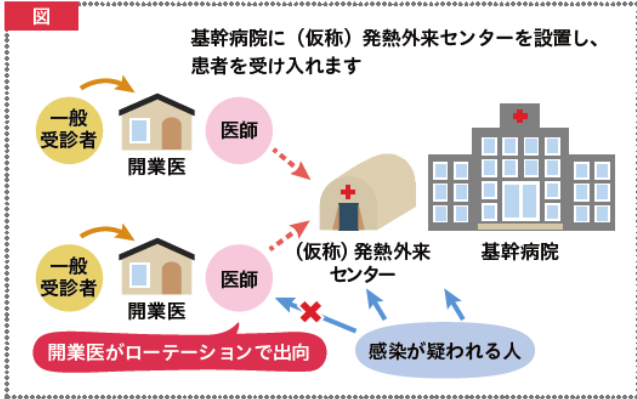 図
基幹病院に（仮称）発熱外来センターを設置し、
患者を受け入れます
一般
受診者
開業医
医師
一般
受診者
開業医
医師
（仮称）発熱外来
センター
基幹病院
開業医がローテーションで出向
感染が疑われる人